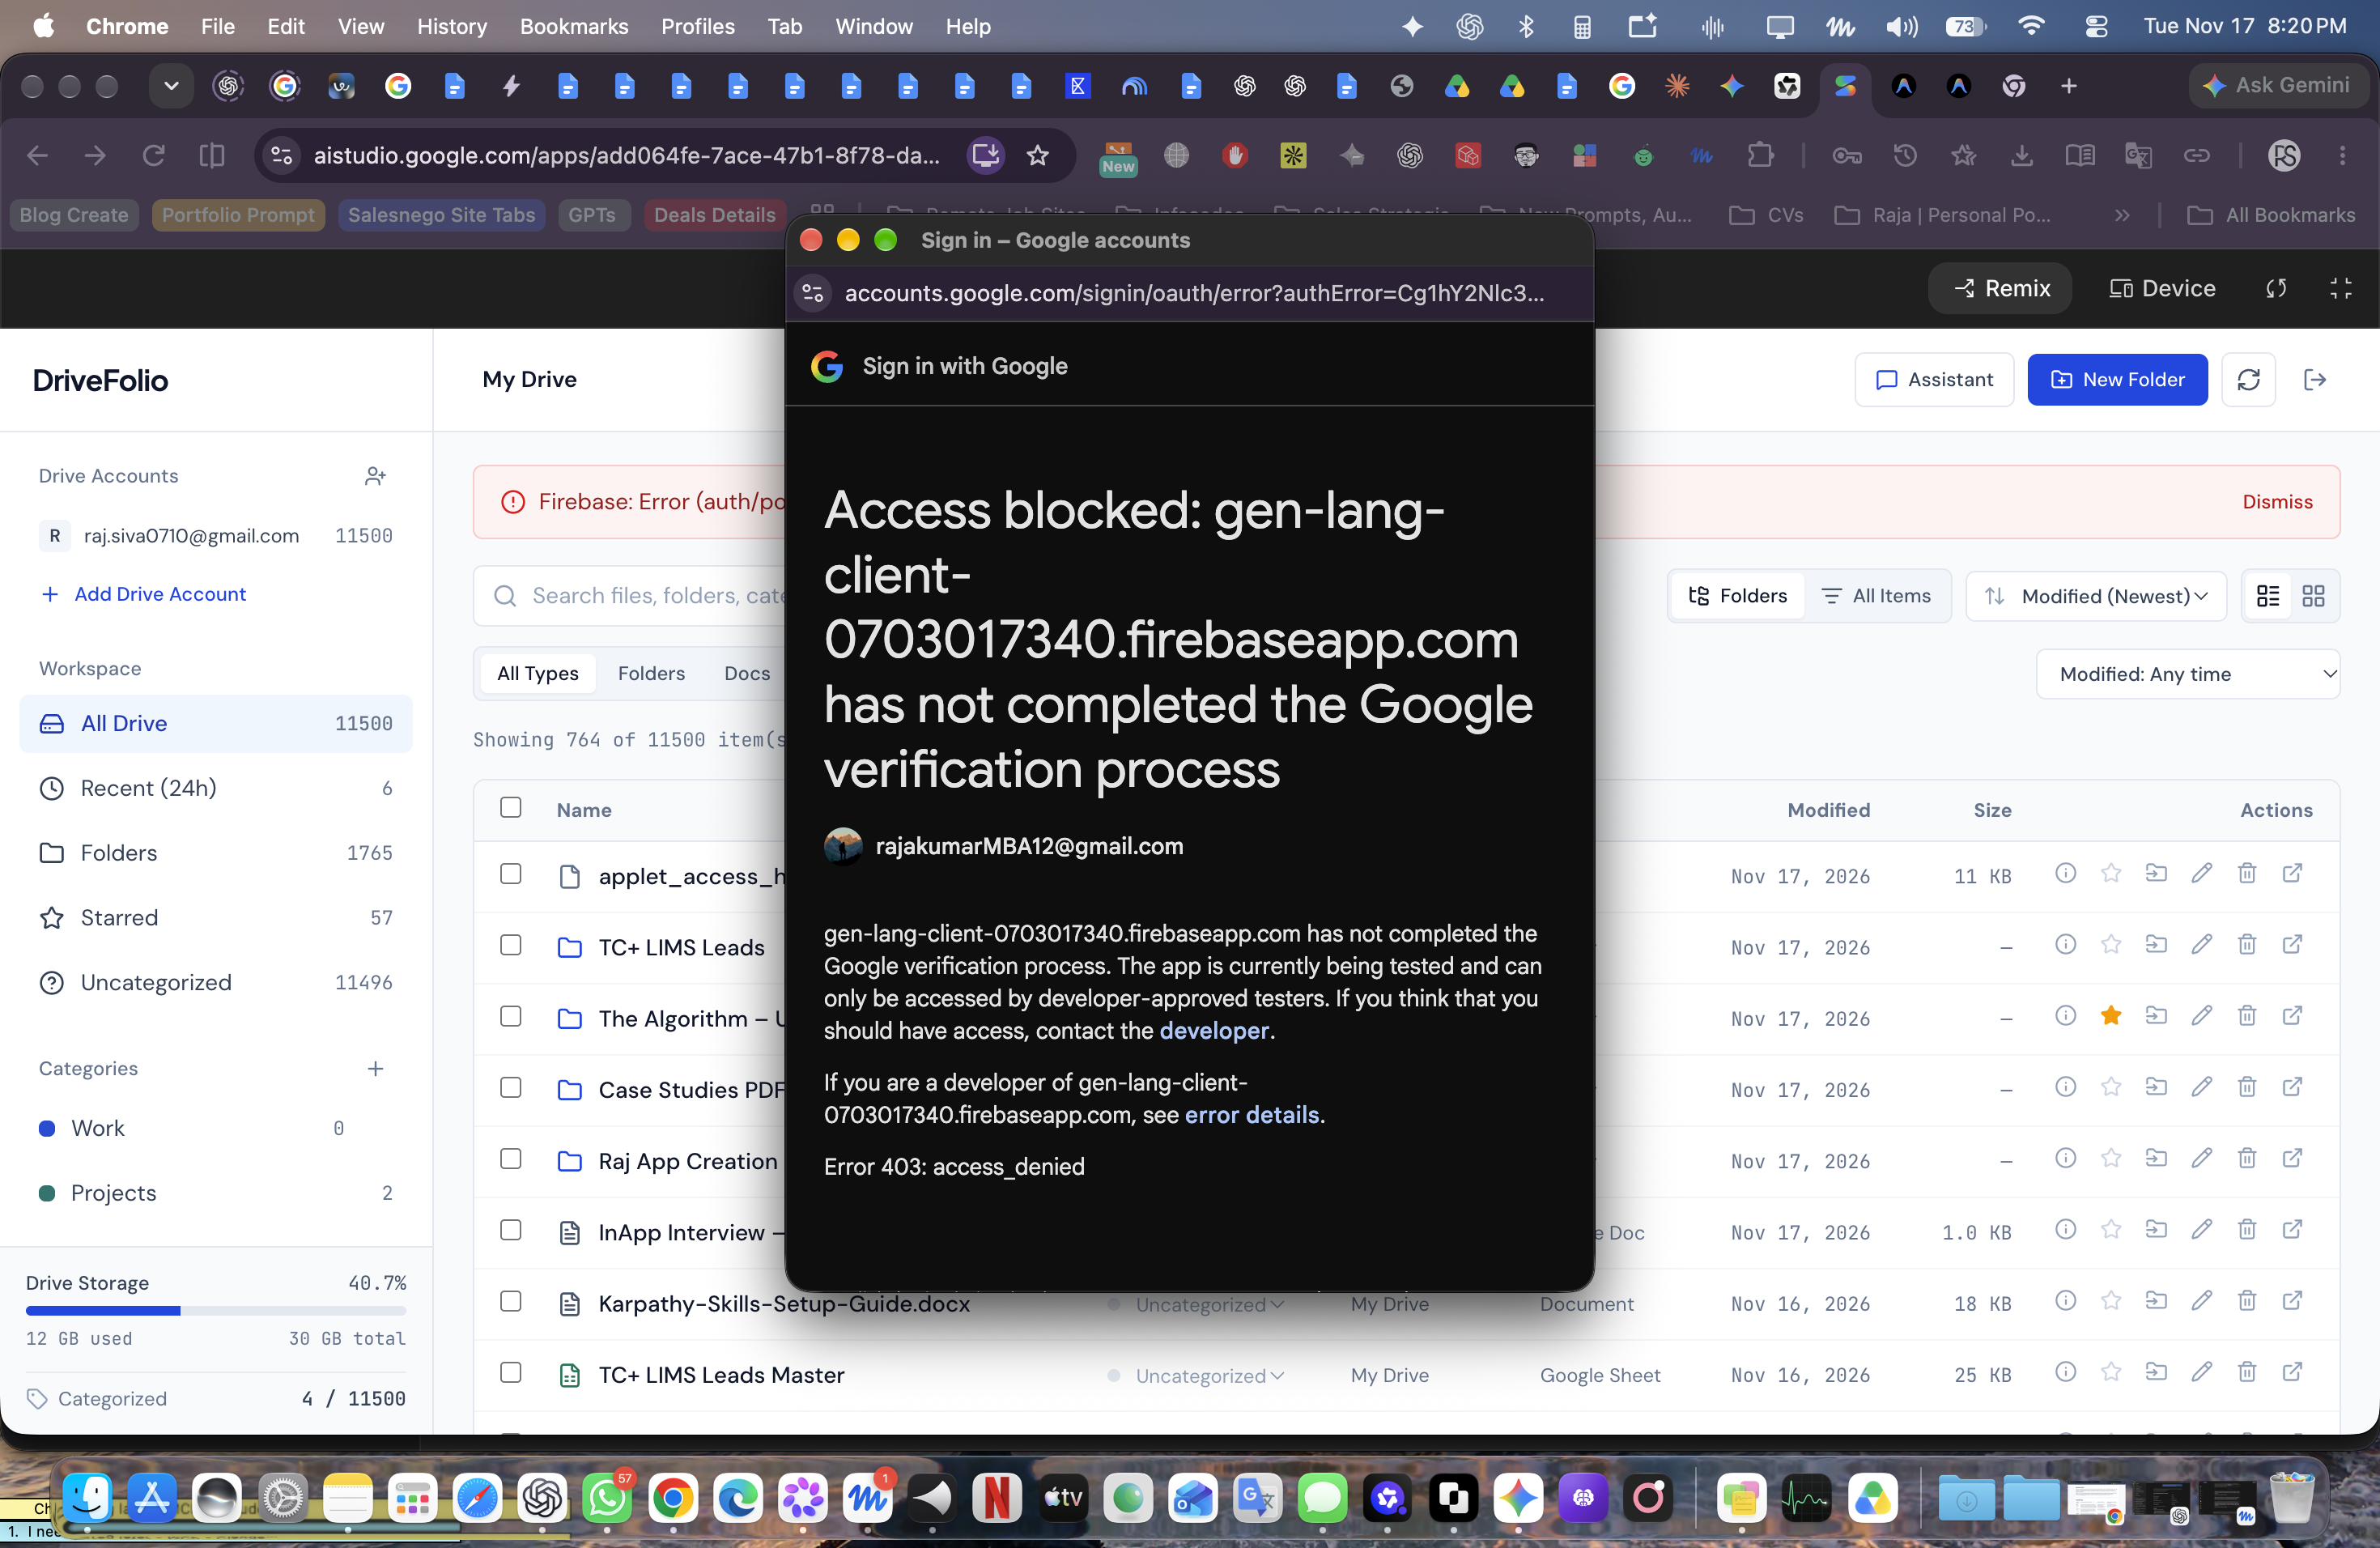 Chrome File Edit View History Bookmarks Profiles Tab Window Help
73 Tue Nov 17 8:20 PM
Ask Gemini
aistudio.google.com/apps/add064fe-7ace-47b1-8f78-da...
New
Blog Create Portfolio Prompt Salesnego Site Tabs GPTs Deals Details
CVs Raja | Personal Po... » All Bookmarks
Sign in – Google accounts
accounts.google.com/signin/oauth/error?authError=Cg1hY2Nlc3...
Remix Device
Sign in with Google
DriveFolio
My Drive
Assistant New Folder
Drive Accounts
R raj.siva0710@gmail.com 11500
+ Add Drive Account
Workspace
All Drive 11500
Recent (24h) 6
Folders 1765
Starred 57
Uncategorized 11496
Categories +
Work 0
Projects 2
Drive Storage 40.7%
12 GB used 30 GB total
Categorized 4 / 11500
Firebase: Error (auth/po
Dismiss
Search files, folders, cate
Folders All Items Modified (Newest)
All Types Folders Docs
Modified: Any time
Showing 764 of 11500 item(s
Name Modified Size Actions
applet_access_h Nov 17, 2026 11 KB
TC+ LIMS Leads Nov 17, 2026 –
The Algorithm – Nov 17, 2026 –
Case Studies PDF Nov 17, 2026 –
Raj App Creation Nov 17, 2026 –
InApp Interview – e Doc Nov 17, 2026 1.0 KB
Karpathy-Skills-Setup-Guide.docx Uncategorized My Drive Document Nov 16, 2026 18 KB
TC+ LIMS Leads Master Uncategorized My Drive Google Sheet Nov 16, 2026 25 KB
Access blocked: gen-lang-
client-
0703017340.firebaseapp.com
has not completed the Google
verification process
rajakumarMBA12@gmail.com
gen-lang-client-0703017340.firebaseapp.com has not completed the
Google verification process. The app is currently being tested and can
only be accessed by developer-approved testers. If you think that you
should have access, contact the developer.
If you are a developer of gen-lang-client-
0703017340.firebaseapp.com, see error details.
Error 403: access_denied
57
1
tv
1. I nee